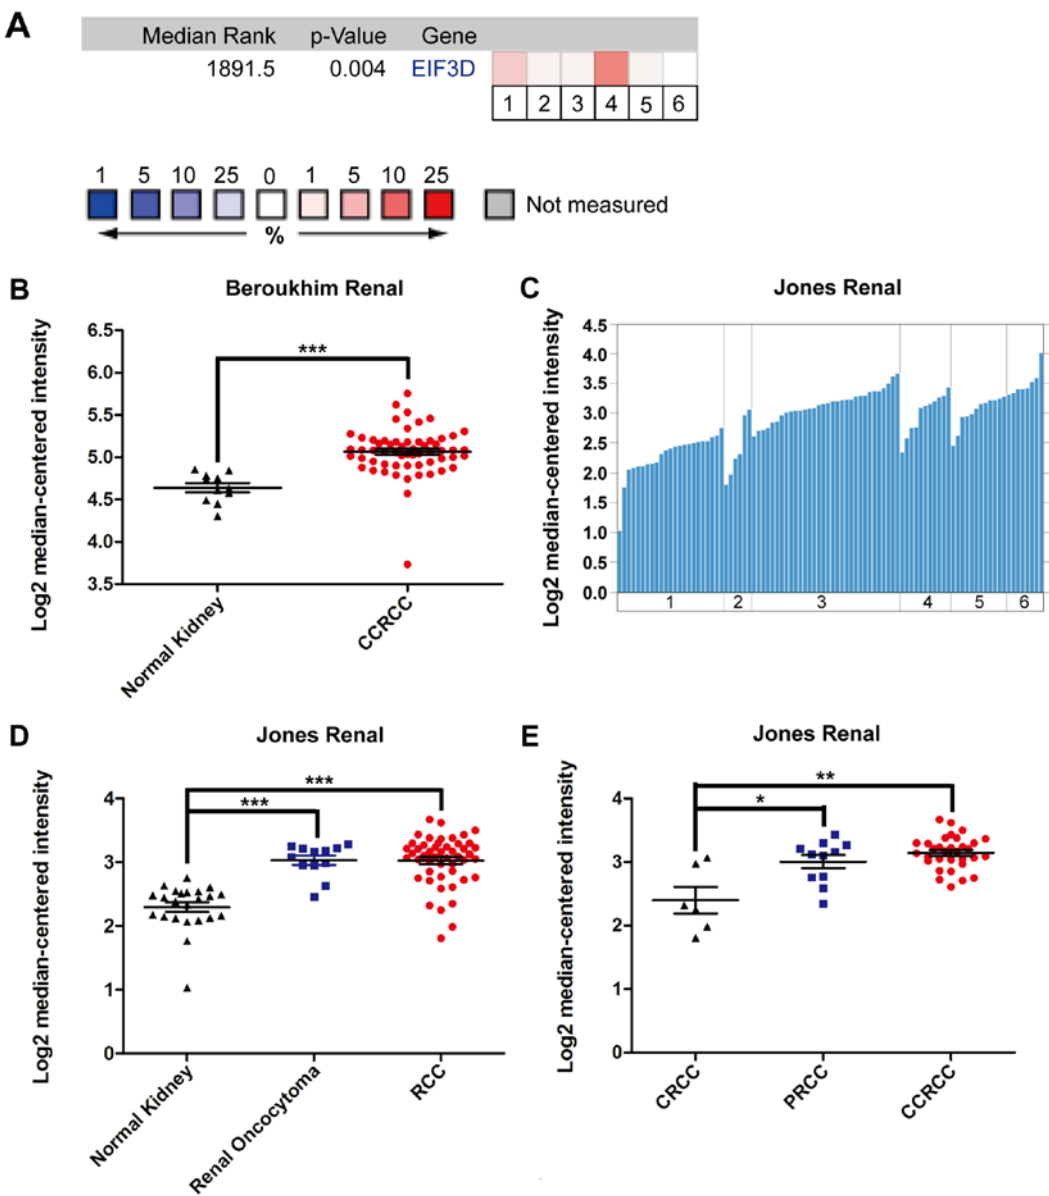 A
Median Rank p-Value Gene
1891.5 0.004 EIF3D
1 2 3 4 5 6
1 5 10 25 0 1 5 10 25
Not measured
%
B
Beroukhim Renal
Log2 median-centered intensity
6.5
6.0
5.5
5.0
4.5
4.0
3.5
***
Normal Kidney
CCRCC
C
Jones Renal
Log2 median-centered intensity
4.5
4.0
3.5
3.0
2.5
2.0
1.5
1.0
0.5
0.0
1 2 3 4 5 6
D
Jones Renal
Log2 median-centered intensity
4
3
2
1
0
***
***
Normal Kidney
Renal Oncocytoma
RCC
E
Jones Renal
Log2 median-centered intensity
4
3
2
1
0
**
*
CRCC
PRCC
CCRCC